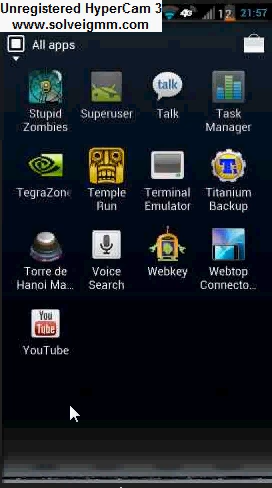 Unregistered HyperCam 3
www.solveigmm.com
4G 12 21:57
All apps
Stupid Zombies
Superuser
Talk
Task Manager
TegraZone
Temple Run
Terminal Emulator
Titanium Backup
Torre de Hanoi Ma...
Voice Search
Webkey
Webtop Connecto...
You Tube
YouTube